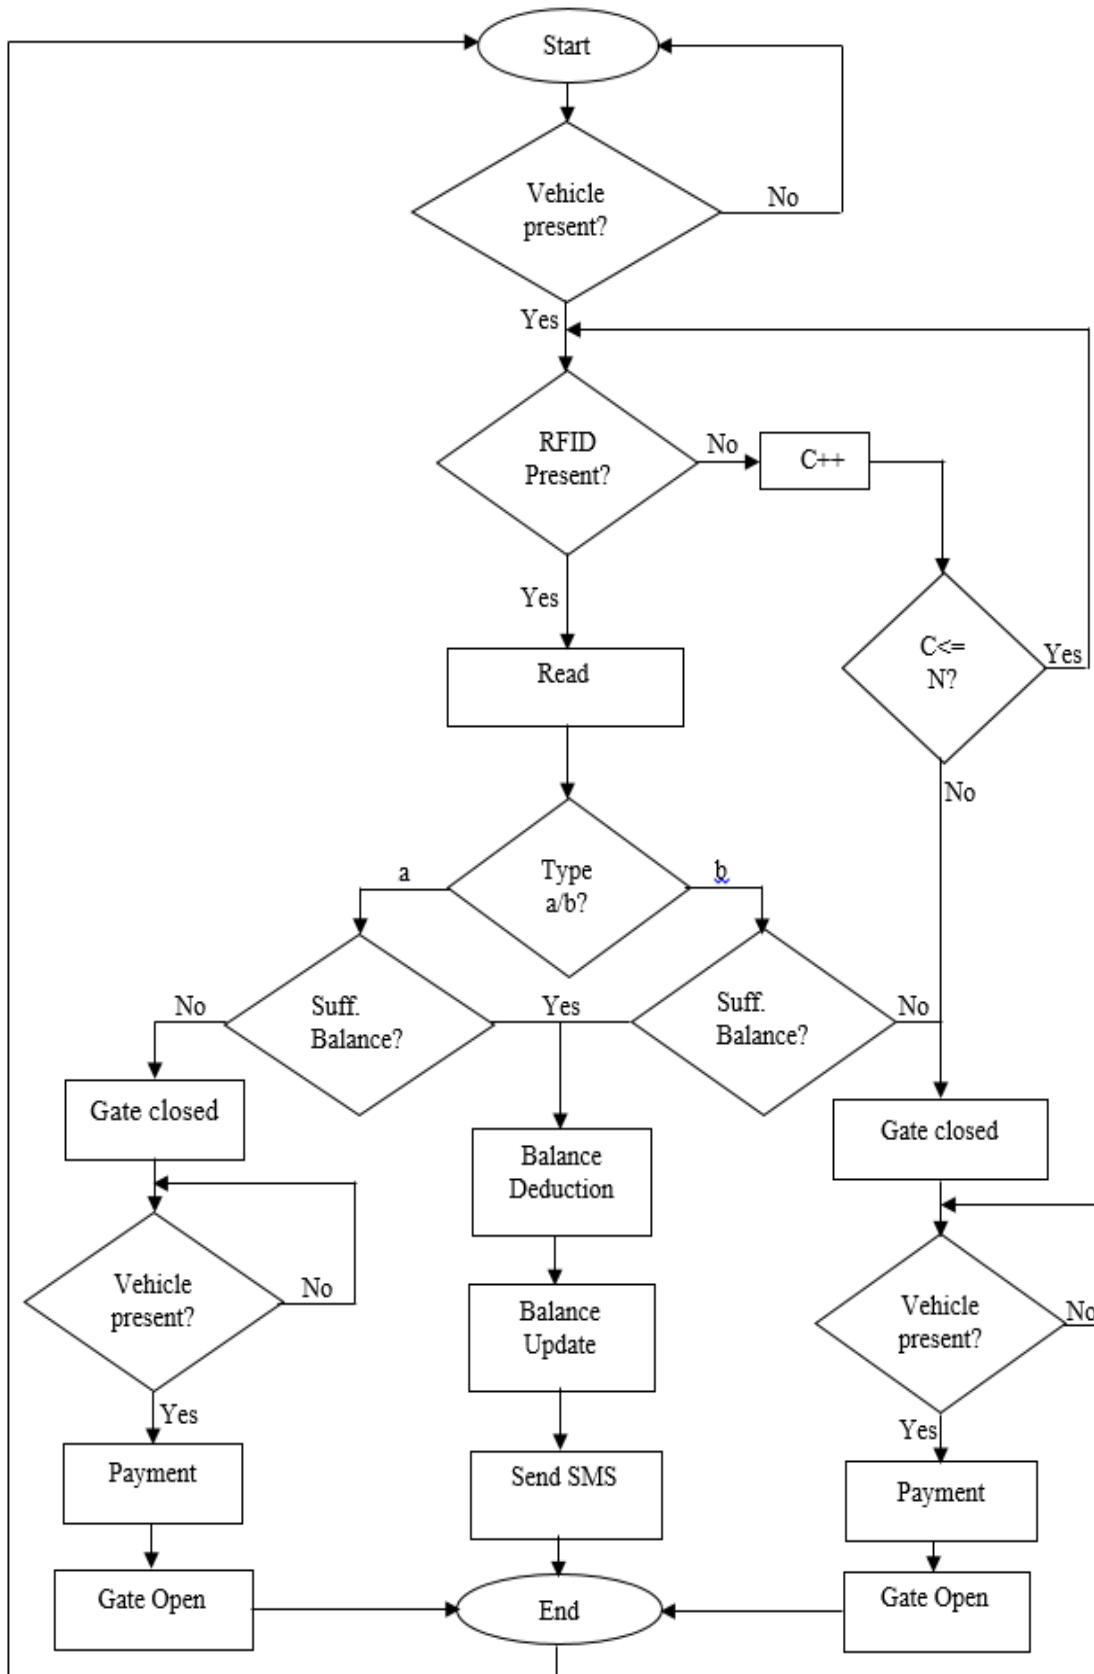 Start
Vehicle
present?
No
Yes
RFID
Present?
No
C++
Yes
C<=
N?
Yes
Read
No
Type
a/b?
a
b
Suff.
Balance?
No
Yes
Suff.
Balance?
No
Gate closed
Balance
Deduction
Gate closed
Vehicle
present?
No
Balance
Update
Vehicle
present?
No
Yes
Yes
Payment
Send SMS
Payment
Gate Open
End
Gate Open